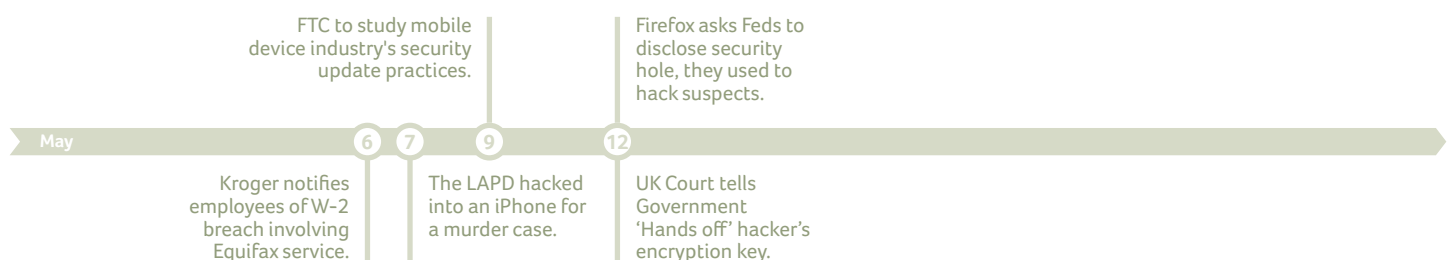 FTC to study mobile
device industry's security
update practices.
Firefox asks Feds to
disclose security
hole, they used to
hack suspects.
May
6
7
9
12
Kroger notifies
employees of W-2
breach involving
Equifax service.
The LAPD hacked
into an iPhone for
a murder case.
UK Court tells
Government
‘Hands off’ hacker’s
encryption key.